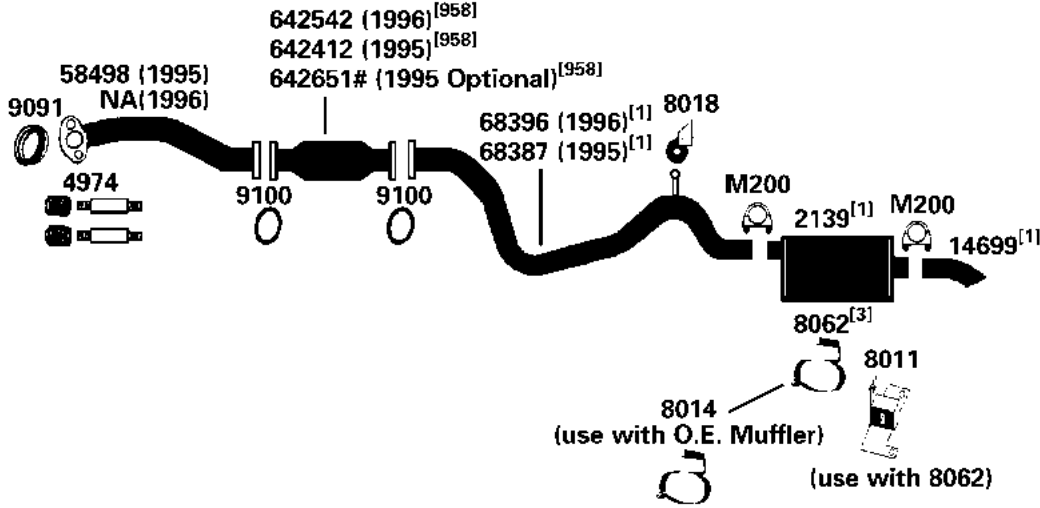 642542 (1996)[958]
642412 (1995)[958]
642651# (1995 Optional)[958]
58498 (1995)
NA(1996)
9091
68396 (1996)[1]
68387 (1995)[1]
8018
4974
9100
9100
M200
2139[1]
M200
14699[1]
8062[3]
8011
8014
(use with O.E. Muffler)
(use with 8062)